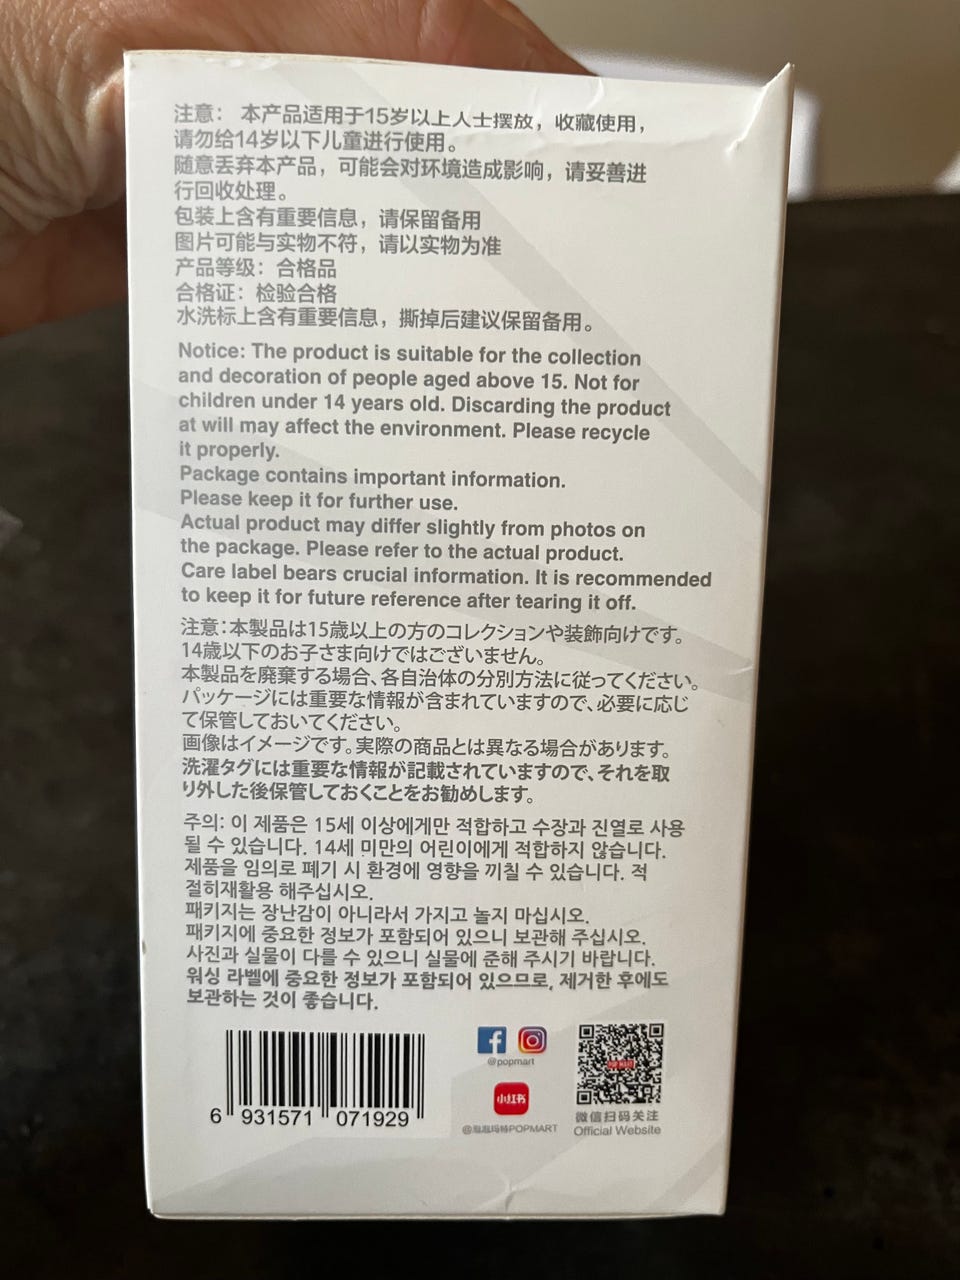 注意： 本产品适用于15岁以上人士摆放，收藏使用，
请勿给14岁以下儿童进行使用。
随意丢弃本产品，可能会对环境造成影响，请妥善进
行回收处理。
包装上含有重要信息，请保留备用
图片可能与实物不符，请以实物为准
产品等级：合格品
合格证：检验合格
水洗标上含有重要信息，撕掉后建议保留备用。
Notice: The product is suitable for the collection
and decoration of people aged above 15. Not for
children under 14 years old. Discarding the product
at will may affect the environment. Please recycle
it properly.
Package contains important information.
Please keep it for further use.
Actual product may differ slightly from photos on
the package. Please refer to the actual product.
Care label bears crucial information. It is recommended
to keep it for future reference after tearing it off.
注意：本製品は15歳以上の方のコレクションや装飾向けです。
14歳以下のお子さま向けではございません。
本製品を廃棄する場合、各自治体の分別方法に従ってください。
パッケージには重要な情報が含まれていますので、必要に応じ
て保管しておいてください。
画像はイメージです。実際の商品とは異なる場合があります。
洗濯タグには重要な情報が記載されていますので、それを取
り外した後保管しておくことをお勧めします。
주의: 이 제품은 15세 이상에게만 적합하고 수장과 진열로 사용
될 수 있습니다. 14세 미만의 어린이에게 적합하지 않습니다.
제품을 임의로 폐기 시 환경에 영향을 끼칠 수 있습니다. 적
절히재활용 해주십시오.
패키지는 장난감이 아니라서 가지고 놀지 마십시오.
패키지에 중요한 정보가 포함되어 있으니 보관해 주십시오.
사진과 실물이 다를 수 있으니 실물에 준해 주시기 바랍니다.
워싱 라벨에 중요한 정보가 포함되어 있으므로, 제거한 후에도
보관하는 것이 좋습니다.
6 931571 071929
@popmart
小红书
@泡泡玛特POPMART
POP MART
微信扫码关注
Official Website